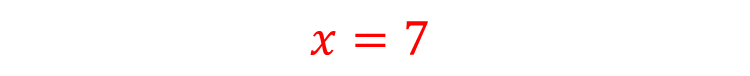 x = 7